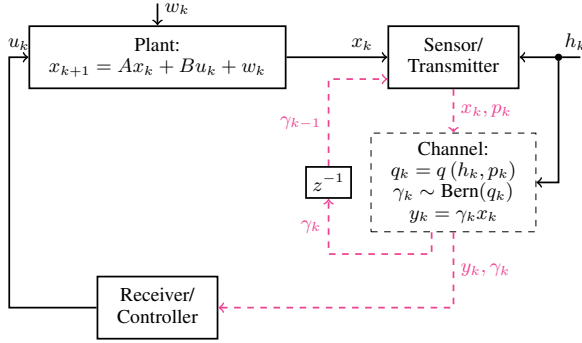 w_k
u_k
Plant:
x_{k+1} = Ax_k + Bu_k + w_k
x_k
Sensor/
Transmitter
h_k
x_k, p_k
γ_{k-1}
Channel:
q_k = q (h_k, p_k)
γ_k ∼ Bern(q_k)
y_k = γ_k x_k
z^{-1}
γ_k
y_k, γ_k
Receiver/
Controller